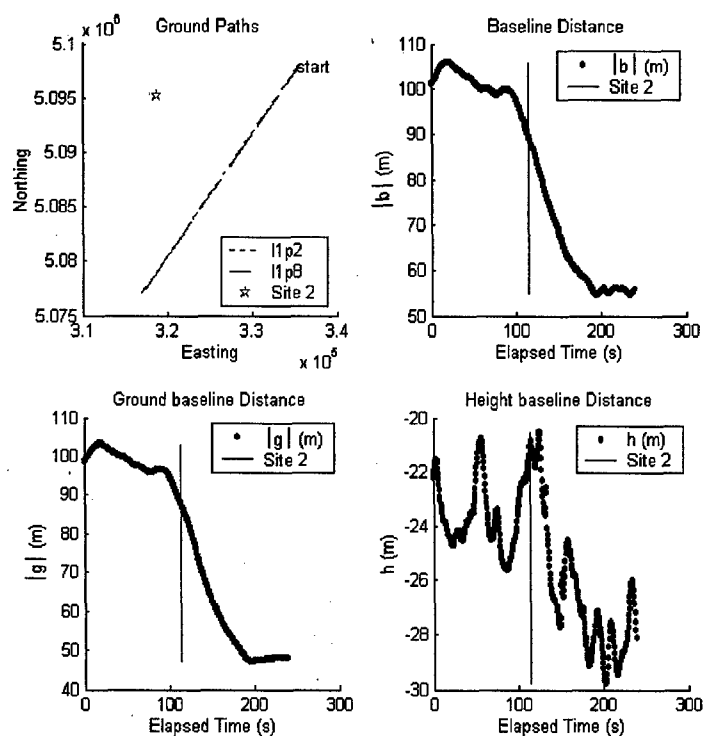 Ground Paths
x 10^6
5.1
5.095
5.09
5.085
5.08
5.075
Northing
start
l1p2
l1p8
Site 2
3.1 3.2 3.3 3.4
Easting
x 10^5
Baseline Distance
110
100
90
80
70
60
50
|b| (m)
|b| (m)
Site 2
0 100 200 300
Elapsed Time (s)
Ground baseline Distance
110
100
90
80
70
60
50
40
|g| (m)
|g| (m)
Site 2
0 100 200 300
Elapsed Time (s)
Height baseline Distance
-20
-22
-24
-26
-28
-30
h (m)
h (m)
Site 2
0 100 200 300
Elapsed Time (s)